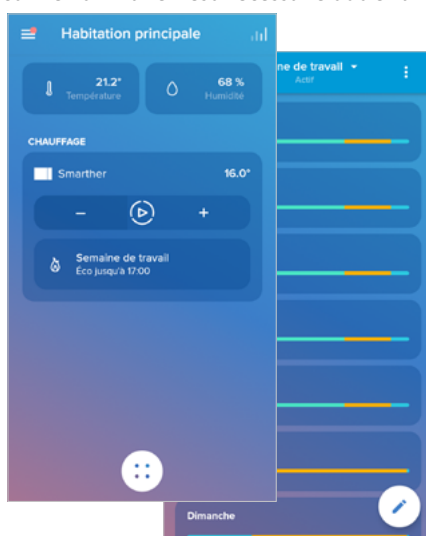 Habitation principale
21.2°
Température
68 %
Humidité
CHAUFFAGE
Smarther
16.0°
Semaine de travail
Éco jusqu'à 17:00
ne de travail
Actif
Dimanche